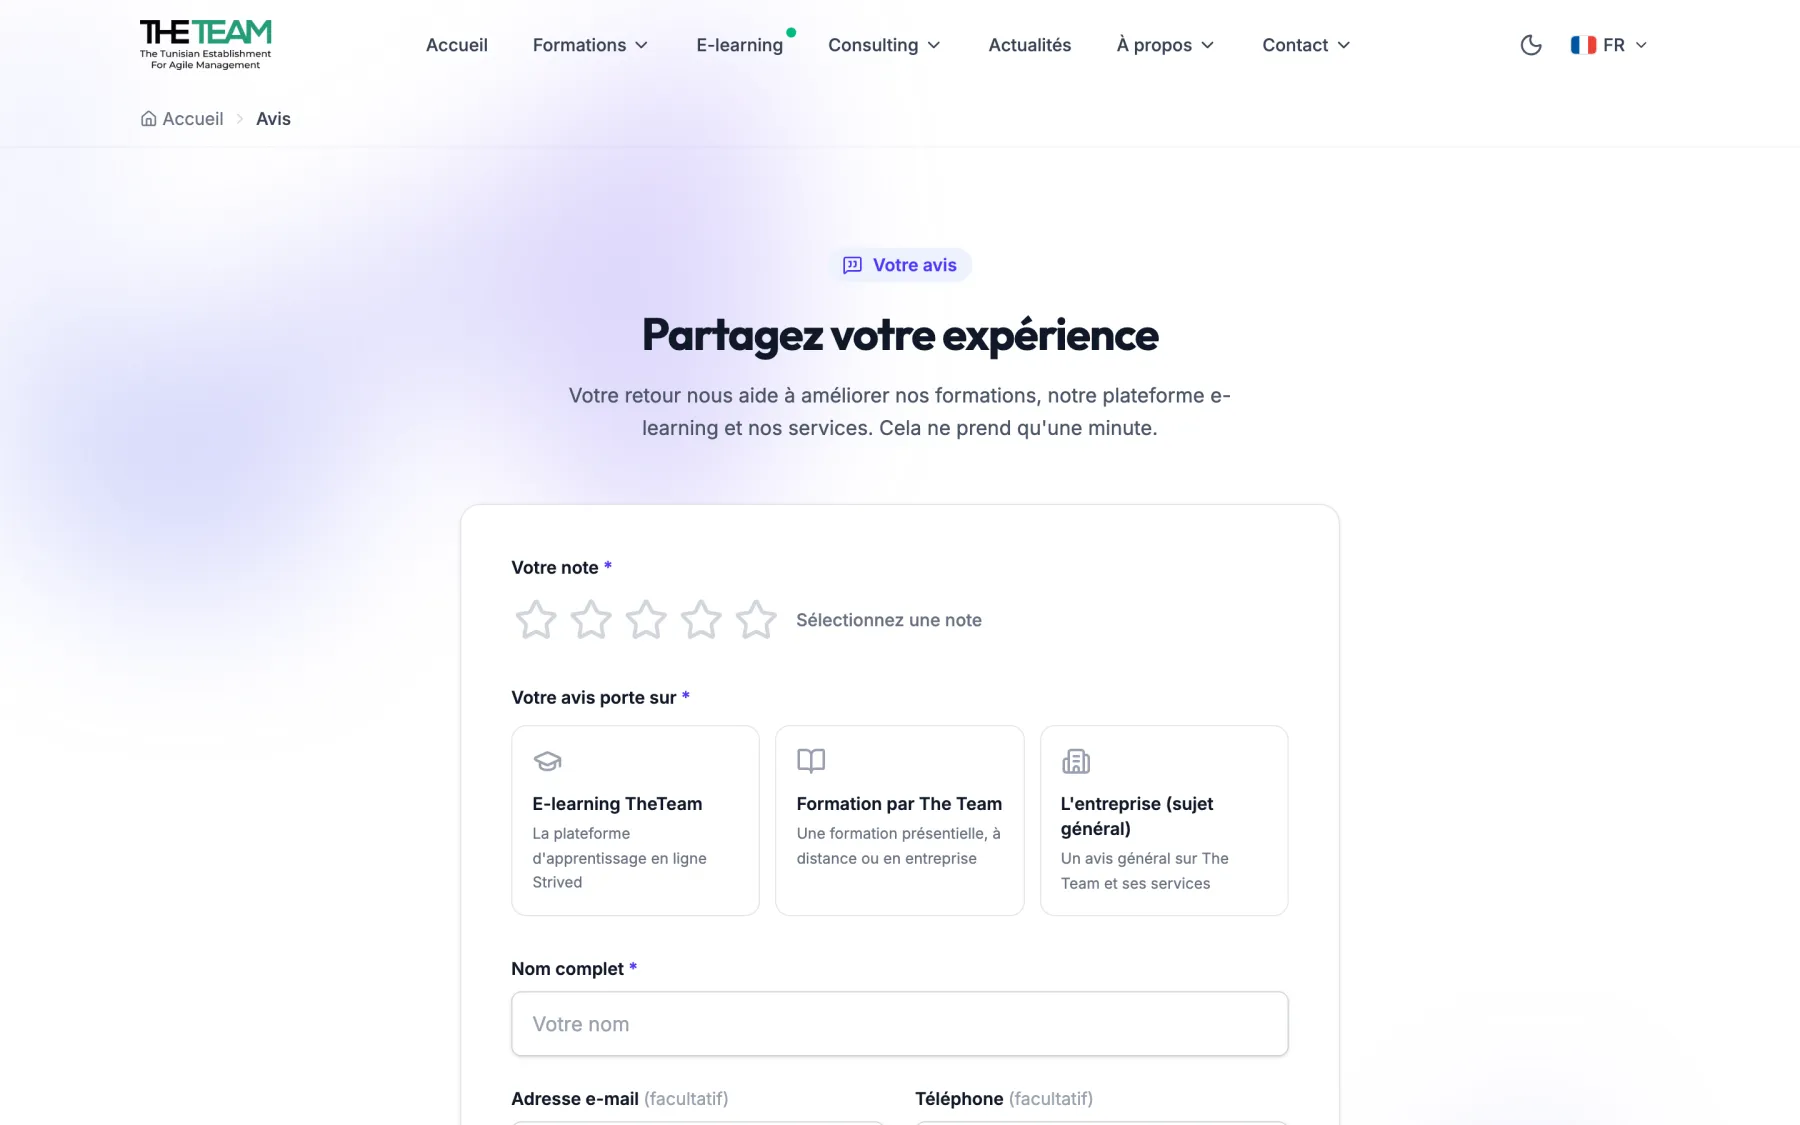 THETEAM
The Tunisian Establishment
For Agile Management
Accueil
Formations
E-learning
Consulting
Actualités
À propos
Contact
FR
Accueil
Avis
Votre avis
Partagez votre expérience
Votre retour nous aide à améliorer nos formations, notre plateforme e-
learning et nos services. Cela ne prend qu'une minute.
Votre note *
Sélectionnez une note
Votre avis porte sur *
E-learning TheTeam
La plateforme
d'apprentissage en ligne
Strived
Formation par The Team
Une formation présentielle, à
distance ou en entreprise
L'entreprise (sujet
général)
Un avis général sur The
Team et ses services
Nom complet *
Votre nom
Adresse e-mail (facultatif)
Téléphone (facultatif)